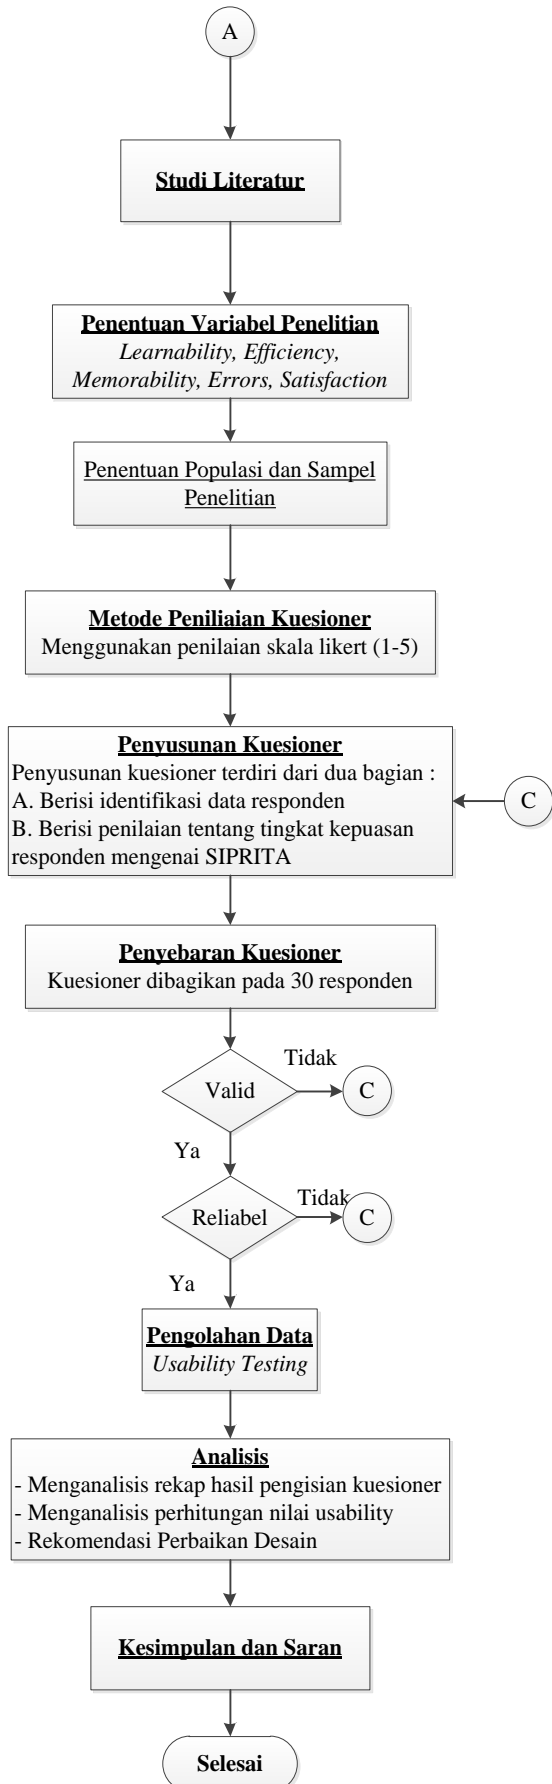 A
Studi Literatur
Penentuan Variabel Penelitian
Learnability, Efficiency,
Memorability, Errors, Satisfaction
Penentuan Populasi dan Sampel
Penelitian
Metode Peniliaian Kuesioner
Menggunakan penilaian skala likert (1-5)
Penyusunan Kuesioner
Penyusunan kuesioner terdiri dari dua bagian :
A. Berisi identifikasi data responden
B. Berisi penilaian tentang tingkat kepuasan
responden mengenai SIPRITA
C
Penyebaran Kuesioner
Kuesioner dibagikan pada 30 responden
Tidak
Valid
C
Ya
Tidak
Reliabel
C
Ya
Pengolahan Data
Usability Testing
Analisis
- Menganalisis rekap hasil pengisian kuesioner
- Menganalisis perhitungan nilai usability
- Rekomendasi Perbaikan Desain
Kesimpulan dan Saran
Selesai